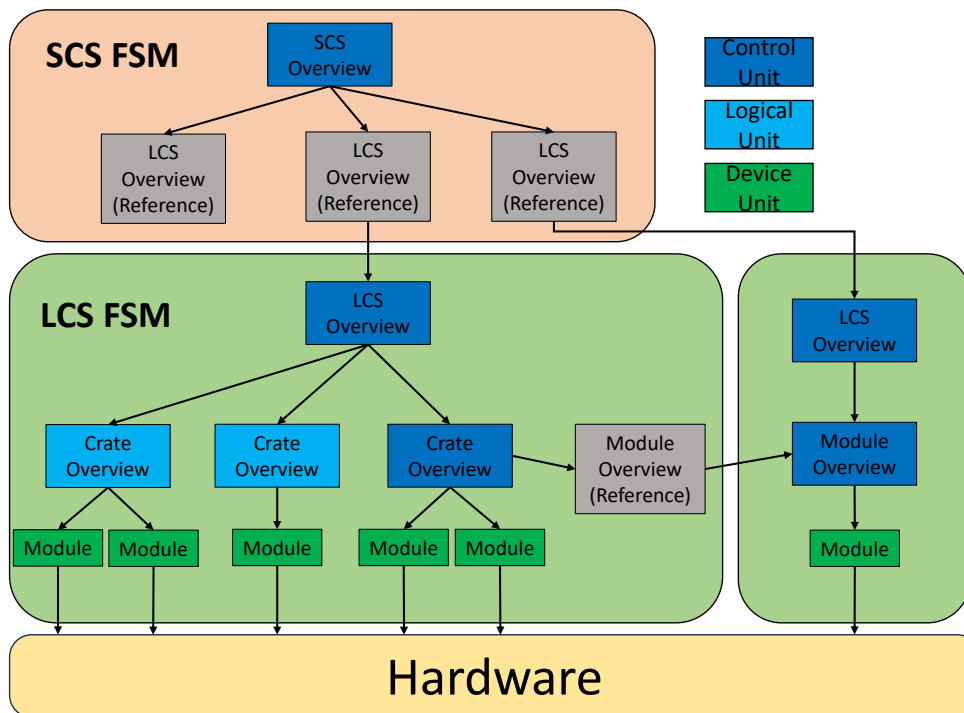 SCS FSM
SCS
Overview
Control
Unit
Logical
Unit
Device
Unit
LCS
Overview
(Reference)
LCS
Overview
(Reference)
LCS
Overview
(Reference)
LCS FSM
LCS
Overview
LCS
Overview
Crate
Overview
Crate
Overview
Crate
Overview
Module
Overview
(Reference)
Module
Overview
Module
Module
Module
Module
Module
Module
Hardware